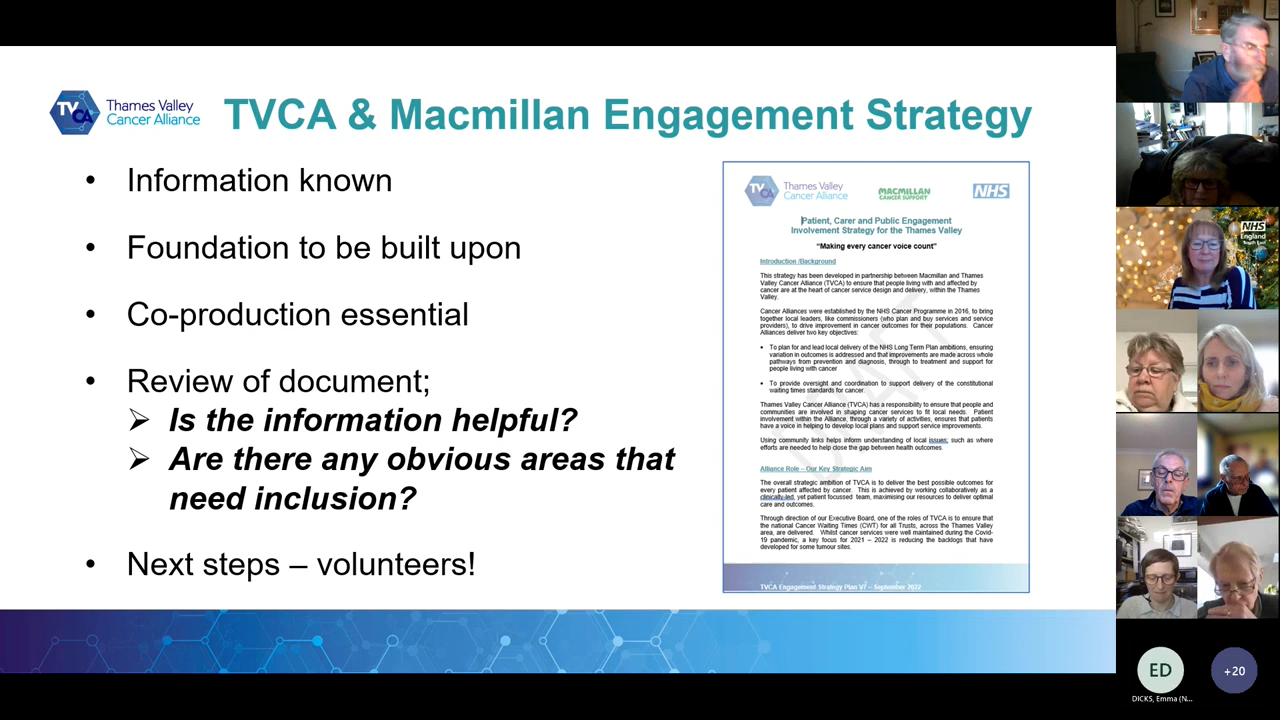 TVCA
Thames Valley
Cancer Alliance
TVCA & Macmillan Engagement Strategy
• Information known
• Foundation to be built upon
• Co-production essential
• Review of document;
➢ Is the information helpful?
➢ Are there any obvious areas that
need inclusion?
• Next steps – volunteers!
TVCA
Thames Valley
Cancer Alliance
MACMILLAN
CANCER SUPPORT
NHS
Patient, Carer and Public Engagement
Involvement Strategy for the Thames Valley
“Making every cancer voice count”
Introduction /Background
This strategy has been developed in partnership between Macmillan and Thames
Valley Cancer Alliance (TVCA) to ensure that people living with and affected by
cancer are at the heart of cancer service design and delivery, within the Thames
Valley.
Cancer Alliances were established by the NHS Cancer Programme in 2016, to bring
together local leaders, like commissioners (who plan and buy services and service
providers), to drive improvement in cancer outcomes for their populations. Cancer
Alliances deliver two key objectives:
• To plan for and lead local delivery of the NHS Long Term Plan ambitions, ensuring
variation in outcomes is addressed and that improvements are made across whole
pathways from prevention and diagnosis, through to treatment and support for
people living with cancer
• To provide oversight and coordination to support delivery of the constitutional
waiting times standards for cancer.
Thames Valley Cancer Alliance (TVCA) has a responsibility to ensure that people and
communities are involved in shaping cancer services to fit local needs. Patient
involvement within the Alliance, through a variety of activities, ensures that patients
have a voice in helping to develop local plans and support service improvements.
Using community links helps inform understanding of local issues; such as where
efforts are needed to help close the gap between health outcomes.
Alliance Role – Our Key Strategic Aim
The overall strategic ambition of TVCA is to deliver the best possible outcomes for
every patient affected by cancer. This is achieved by working collaboratively as a
clinically-led, yet patient focussed team, maximising our resources to deliver optimal
care and outcomes.
Through direction of our Executive Board, one of the roles of TVCA is to ensure that
the national Cancer Waiting Times (CWT) for all Trusts, across the Thames Valley
area, are delivered. Whilst cancer services were well maintained during the Covid-
19 pandemic, a key focus for 2021 – 2022 is reducing the backlogs that have
developed for some tumour sites.
DRAFT
TVCA Engagement Strategy Plan V7 – September 2022
NHS
England
South East
ED
DICKS, Emma (N...
+20